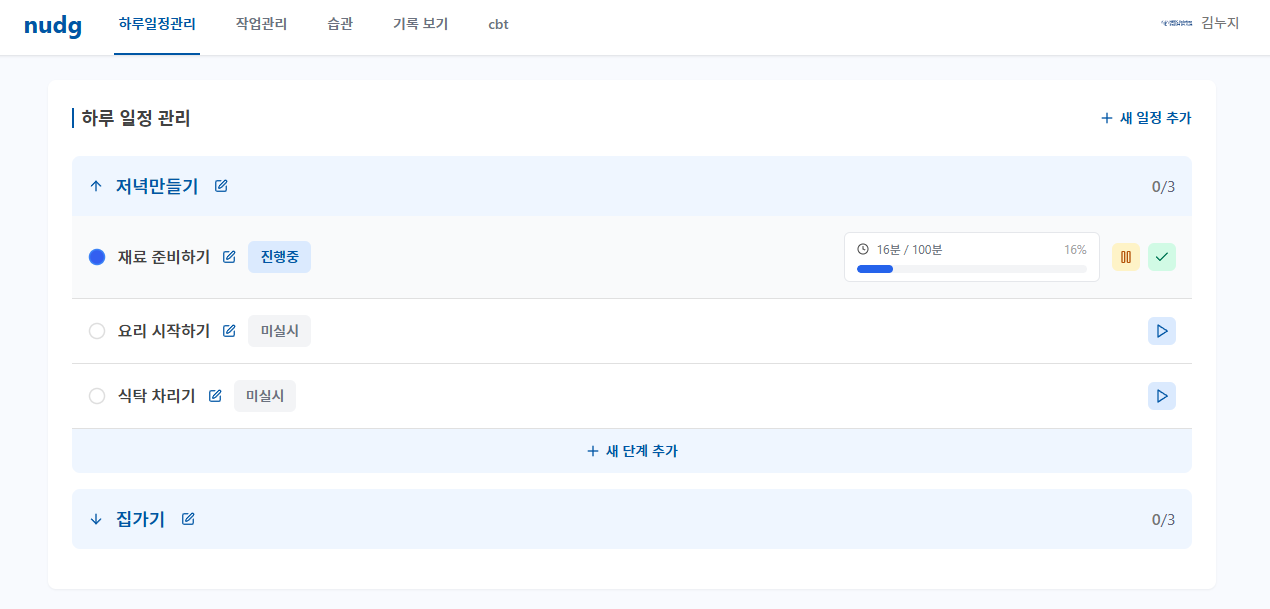 nudg
하루일정관리
작업관리
습관
기록 보기
cbt
김누지
하루 일정 관리
새 일정 추가
저녁만들기
0/3
재료 준비하기
진행중
16분 / 100분
16%
요리 시작하기
미실시
식탁 차리기
미실시
새 단계 추가
집가기
0/3